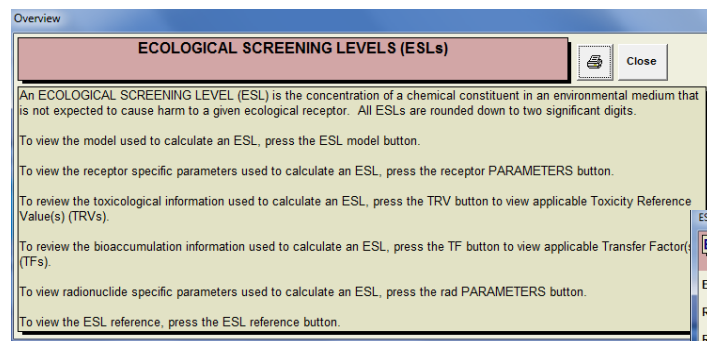 Overview
ECOLOGICAL SCREENING LEVELS (ESLs)
Close
An ECOLOGICAL SCREENING LEVEL (ESL) is the concentration of a chemical constituent in an environmental medium that
is not expected to cause harm to a given ecological receptor. All ESLs are rounded down to two significant digits.
To view the model used to calculate an ESL, press the ESL model button.
To view the receptor specific parameters used to calculate an ESL, press the receptor PARAMETERS button.
To review the toxicological information used to calculate an ESL, press the TRV button to view applicable Toxicity Reference
Value(s) (TRVs).
To review the bioaccumulation information used to calculate an ESL, press the TF button to view applicable Transfer Factor(s
(TFs).
To view radionuclide specific parameters used to calculate an ESL, press the rad PARAMETERS button.
To view the ESL reference, press the ESL reference button.